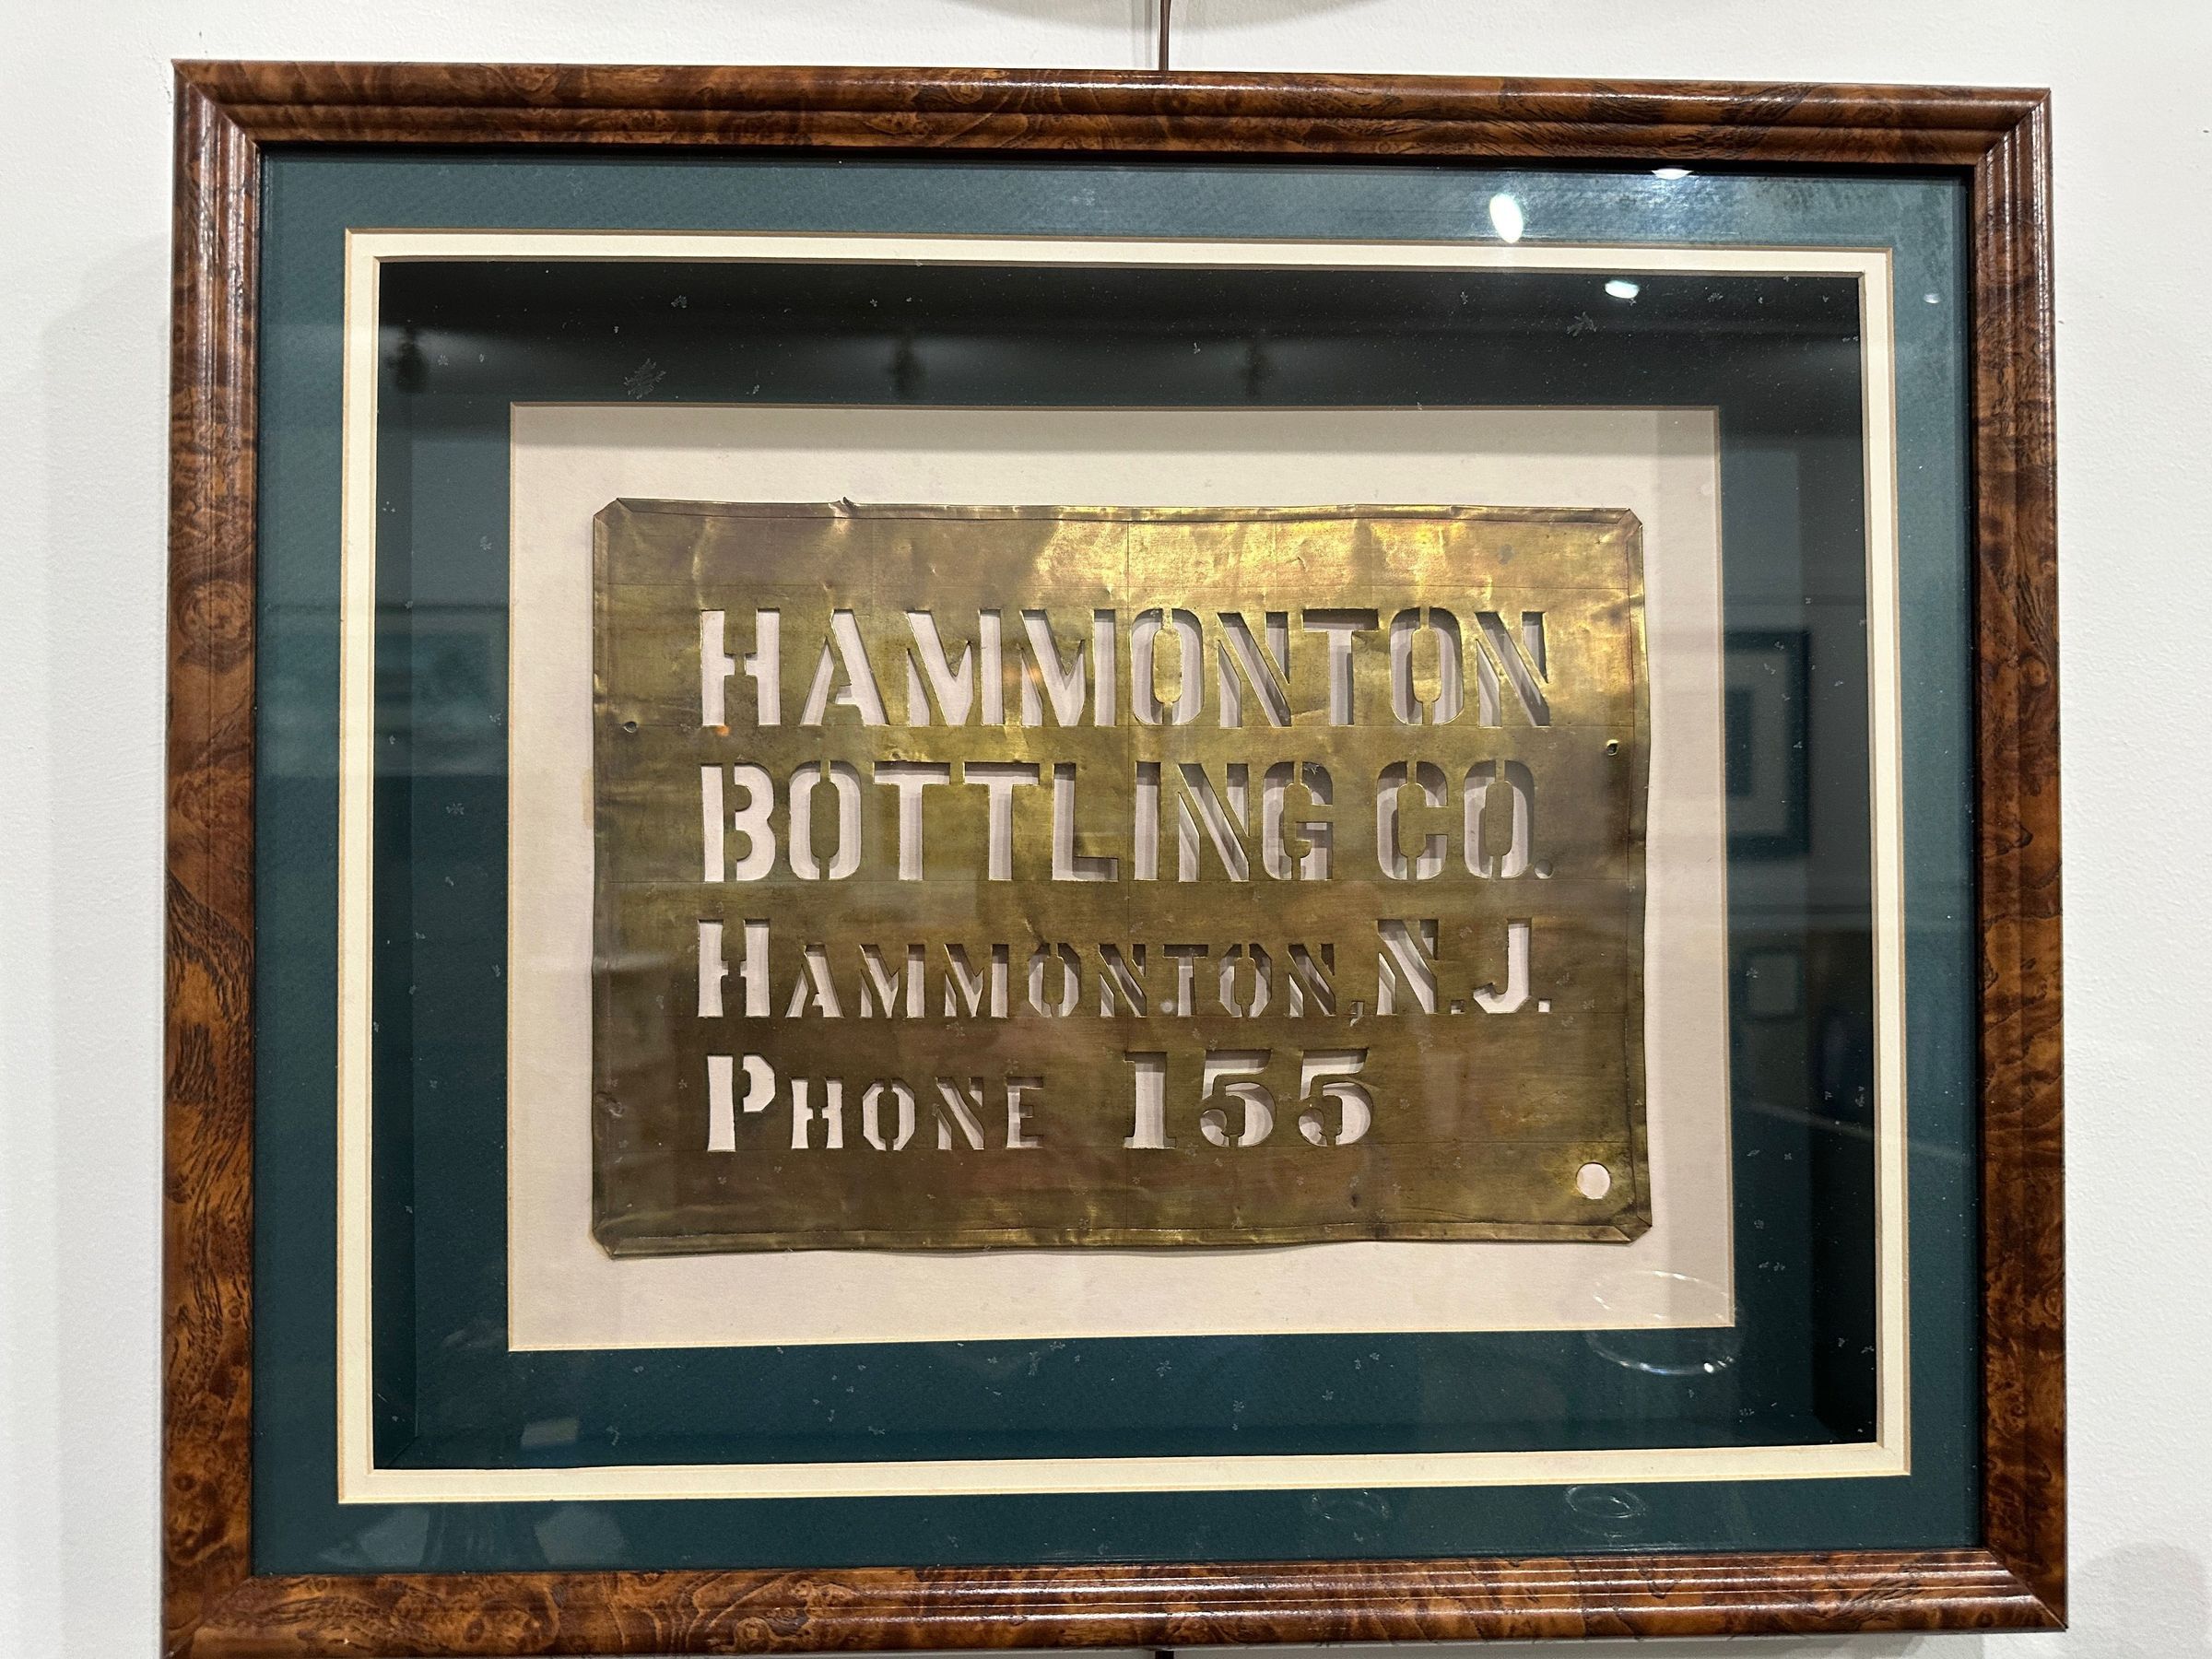 HAMMONTON
BOTTLING CO.
HAMMONTON, N.J.
PHONE 155